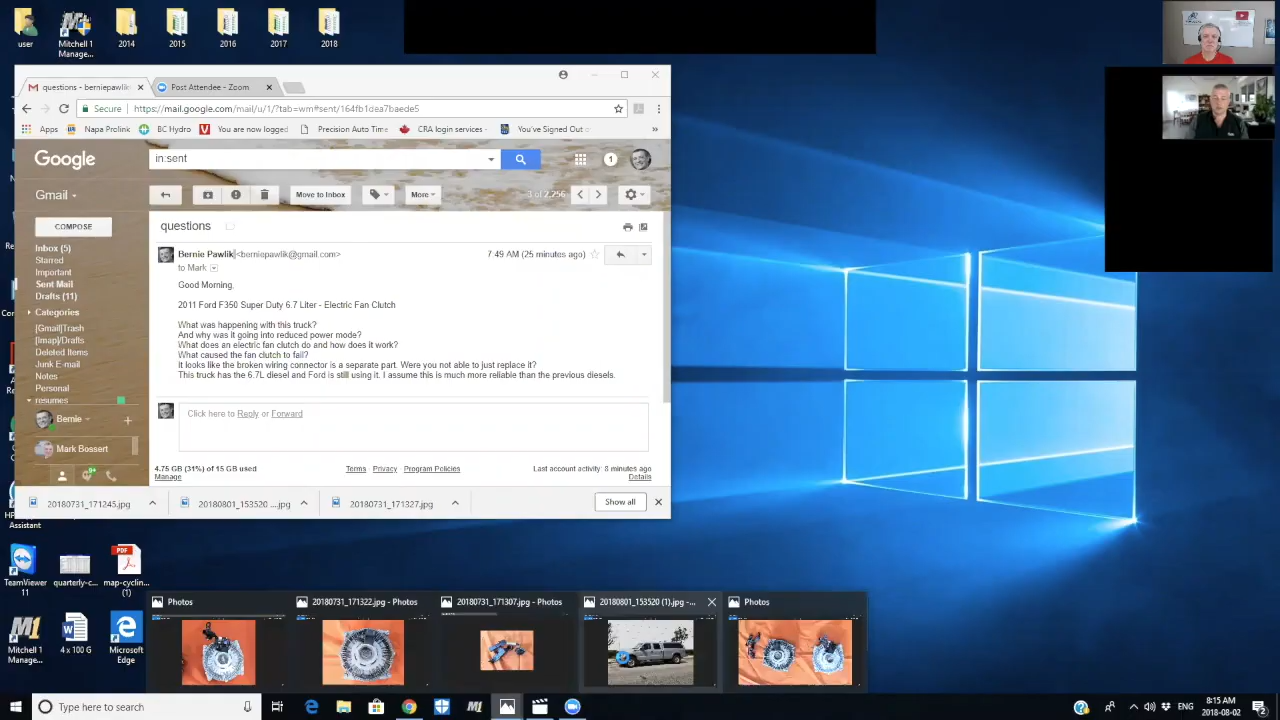 user
Mitchell 1
Manage...
2014
2015
2016
2017
2018
questions - berniepawlik
Post Attendee - Zoom
Secure
https://mail.google.com/mail/u/1/?tab=wm#sent/164fb1dea7baede5
Apps
Napa Prolink
BC Hydro
You are now logged
Precision Auto Time
CRA login services -
You've Signed Out o
»
Google
in:sent
1
Gmail
Move to Inbox
More
3 of 2,256
COMPOSE
Inbox (5)
Starred
Important
Sent Mail
Drafts (11)
Categories
[Gmail]Trash
[Imap]/Drafts
Deleted Items
Junk E-mail
Notes
Personal
resumes
Bernie
Mark Bossert
questions
Bernie Pawlik <berniepawlik@gmail.com>
7:49 AM (25 minutes ago)
to Mark
Good Morning,
2011 Ford F350 Super Duty 6.7 Liter - Electric Fan Clutch
What was happening with this truck?
And why was it going into reduced power mode?
What does an electric fan clutch do and how does it work?
What caused the fan clutch to fail?
It looks like the broken wiring connector is a separate part. Were you not able to just replace it?
This truck has the 6.7L diesel and Ford is still using it. I assume this is much more reliable than the previous diesels.
Click here to Reply or Forward
4.75 GB (31%) of 15 GB used
Manage
Terms Privacy Program Policies
Last account activity: 8 minutes ago
Details
20180731_171245.jpg
20180801_153520 ....jpg
20180731_171327.jpg
Show all
Assistant
TeamViewer
11
quarterly-c...
PDF
map-cyclin...
(1)
Mitchell 1
Manage...
4 x 100 G
Microsoft
Edge
Photos
20180731_171322.jpg - Photos
20180731_171307.jpg - Photos
20180801_153520 (1).jpg -...
Photos
Type here to search
ENG
8:15 AM
2018-08-02
2